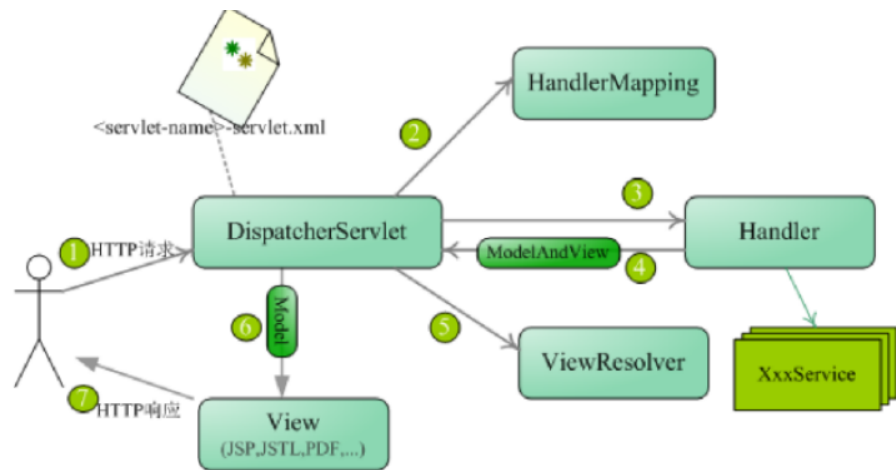 <servlet-name>-servlet.xml
HandlerMapping
2
3
DispatcherServlet
Handler
1
HTTP请求
ModelAndView
4
Model
6
5
ViewResolver
XxxService
7
HTTP响应
View
(JSP,JSTL,PDF,...)